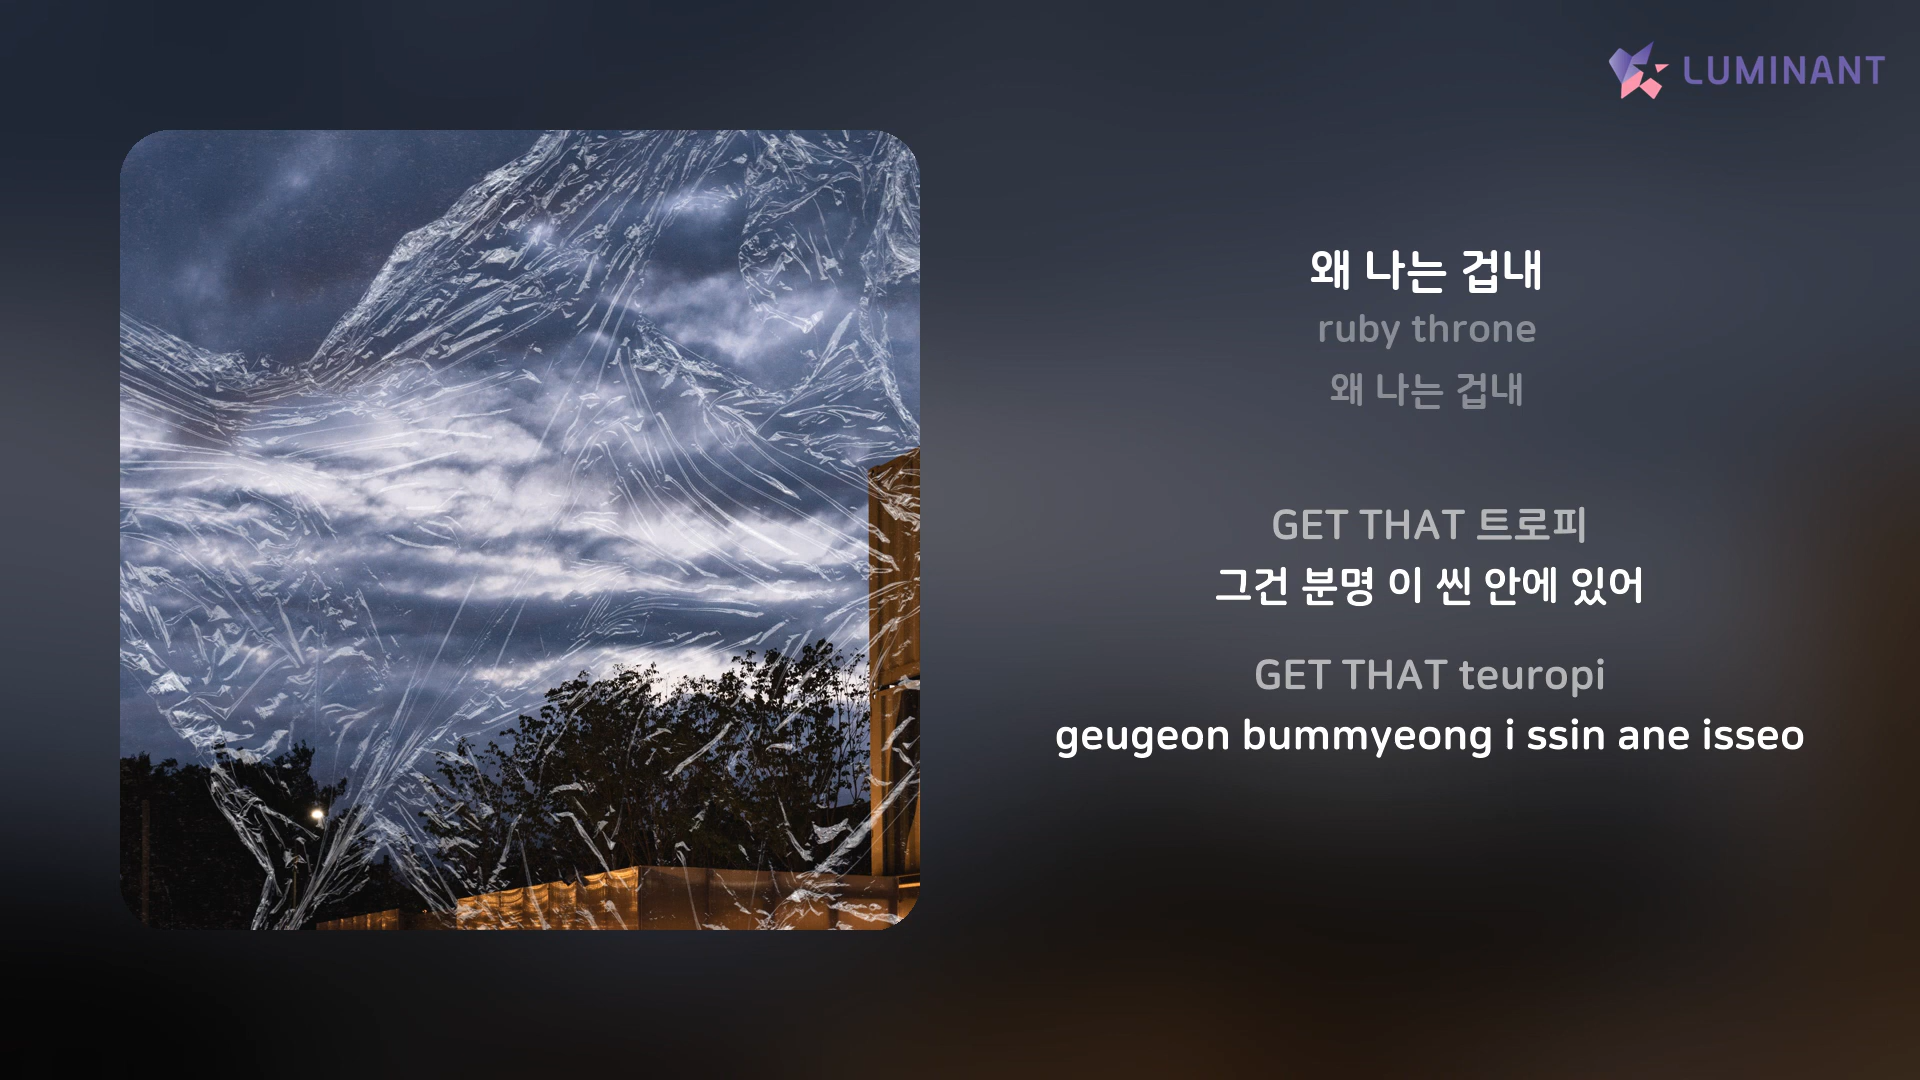 LUMINANT
왜 나는 겁내
ruby throne
왜 나는 겁내
GET THAT 트로피
그건 분명 이 씬 안에 있어
GET THAT teuropi
geugeon bummyeong i ssin ane isseo